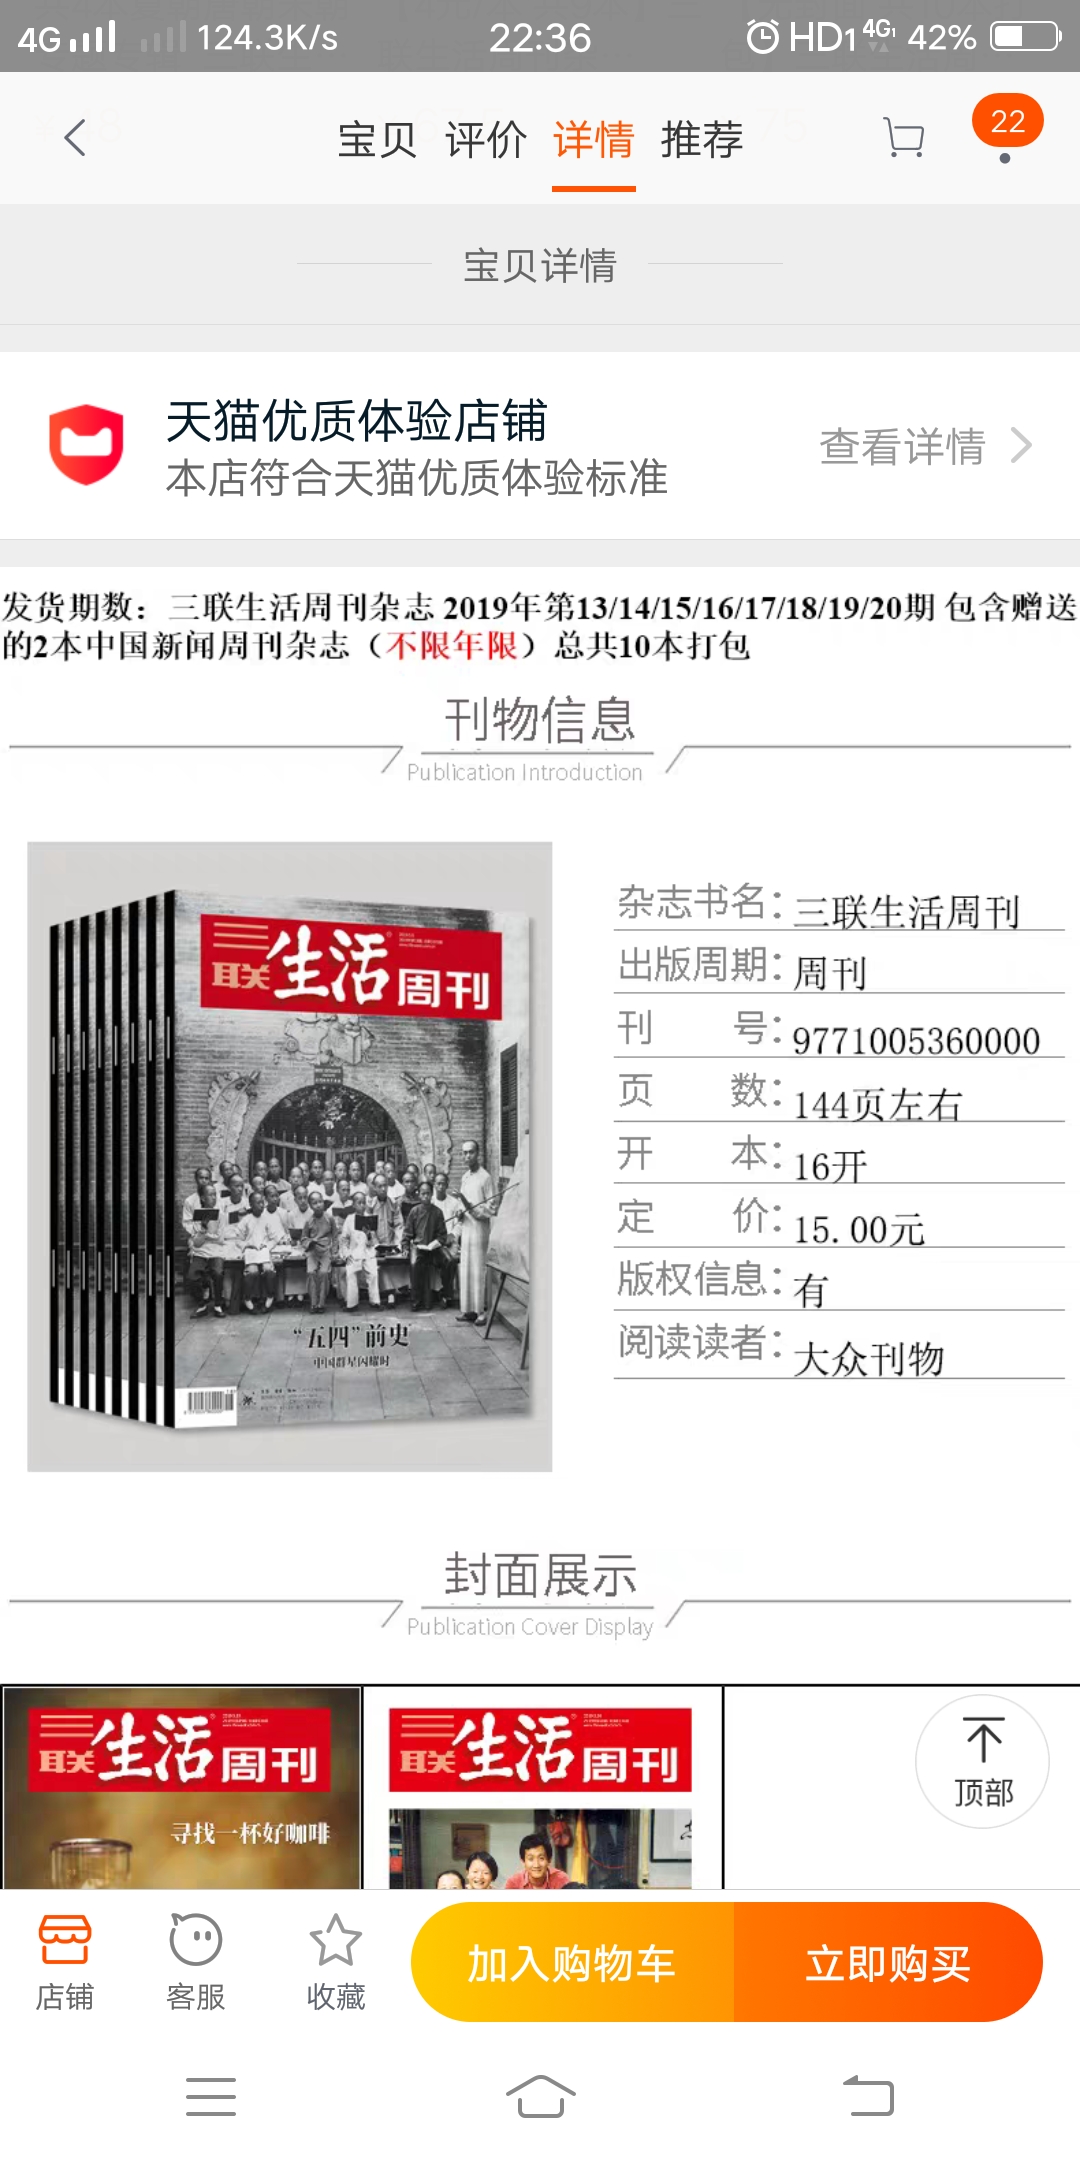 4G 124.3K/s 22:36 HD1 4G1 42%
宝贝 评价 详情 推荐 22
宝贝详情
天猫优质体验店铺
本店符合天猫优质体验标准
查看详情
发货期数：三联生活周刊杂志 2019年第13/14/15/16/17/18/19/20期 包含赠送
的2本中国新闻周刊杂志（不限年限）总共10本打包
刊物信息
Publication Introduction
三联生活周刊
“五四”前史
中国群星闪耀时
杂志书名：三联生活周刊
出版周期：周刊
刊 号：9771005360000
页 数：144页左右
开 本：16开
定 价：15.00元
版权信息：有
阅读读者：大众刊物
封面展示
Publication Cover Display
三联生活周刊
寻找一杯好咖啡
三联生活周刊
顶部
店铺 客服 收藏 加入购物车 立即购买